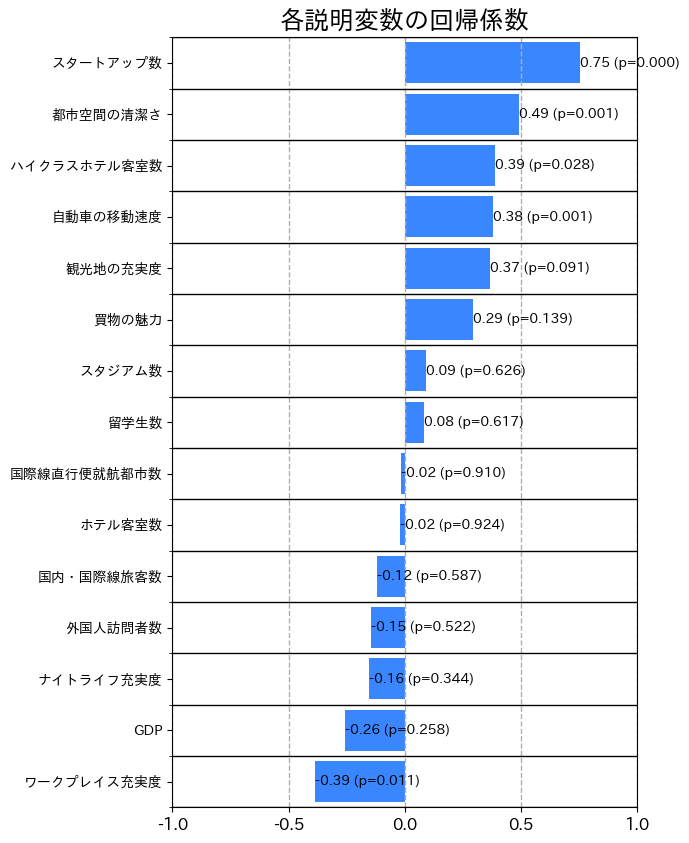 各説明変数の回帰係数
スタートアップ数 0.75 (p=0.000)
都市空間の清潔さ 0.49 (p=0.001)
ハイクラスホテル客室数 0.39 (p=0.028)
自動車の移動速度 0.38 (p=0.001)
観光地の充実度 0.37 (p=0.091)
買物の魅力 0.29 (p=0.139)
スタジアム数 0.09 (p=0.626)
留学生数 0.08 (p=0.617)
国際線直行便就航都市数 -0.02 (p=0.910)
ホテル客室数 -0.02 (p=0.924)
国内・国際線旅客数 -0.12 (p=0.587)
外国人訪問者数 -0.15 (p=0.522)
ナイトライフ充実度 -0.16 (p=0.344)
GDP -0.26 (p=0.258)
ワークプレイス充実度 -0.39 (p=0.011)
-1.0 -0.5 0.0 0.5 1.0